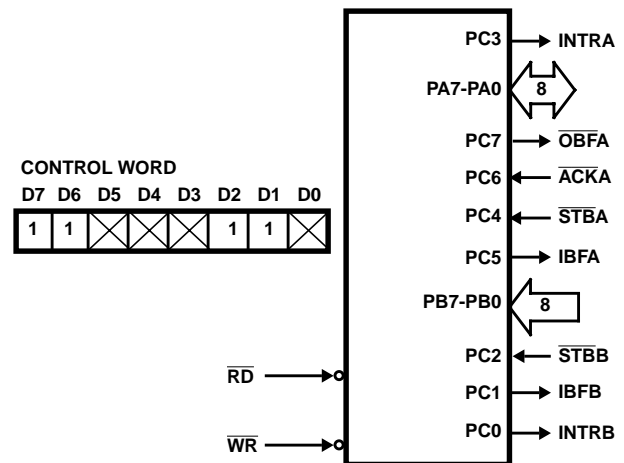 PC3 INTRA
PA7-PA0 8
PC7 OBFA
CONTROL WORD
D7 D6 D5 D4 D3 D2 D1 D0
1 1 1 1
PC6 ACKA
PC4 STBA
PC5 IBFA
PB7-PB0 8
PC2 STBB
RD
PC1 IBFB
PC0 INTRB
WR